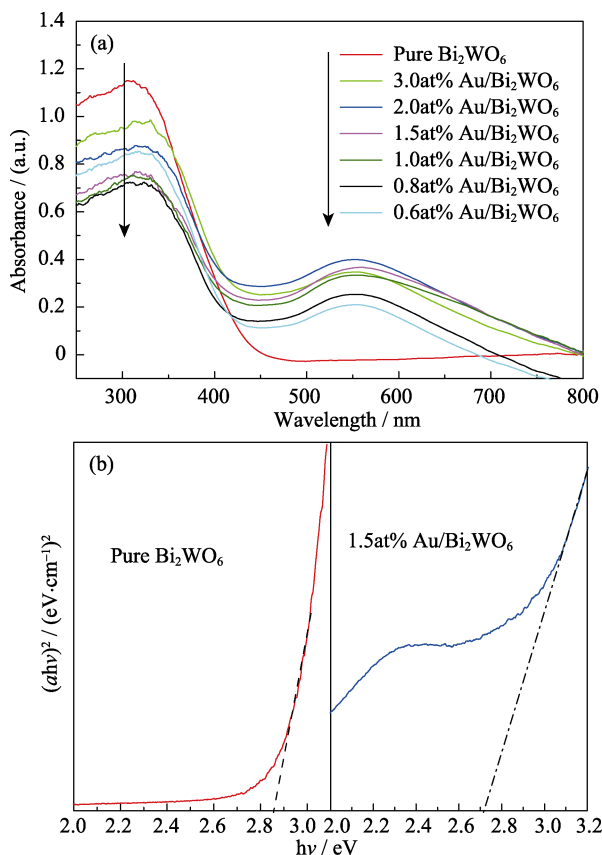 (a)
Pure Bi₂WO₆
3.0at% Au/Bi₂WO₆
2.0at% Au/Bi₂WO₆
1.5at% Au/Bi₂WO₆
1.0at% Au/Bi₂WO₆
0.8at% Au/Bi₂WO₆
0.6at% Au/Bi₂WO₆
1.4
1.2
1.0
0.8
0.6
0.4
0.2
0
Absorbance / (a.u.)
300 400 500 600 700 800
Wavelength / nm
(b)
Pure Bi₂WO₆
1.5at% Au/Bi₂WO₆
(ahν)² / (eV·cm⁻¹)²
2.0 2.2 2.4 2.6 2.8 3.0 2.0 2.2 2.4 2.6 2.8 3.0 3.2
hν / eV